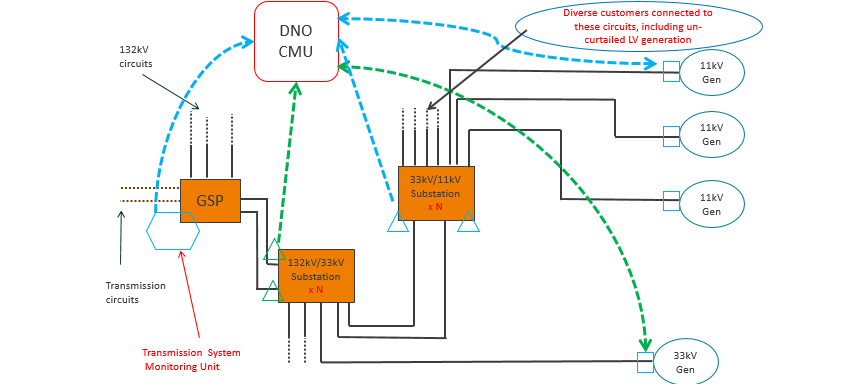 Diverse customers connected to
these circuits, including un-
curtailed LV generation
DNO
CMU
132kV
circuits
11kV
Gen
11kV
Gen
33kV/11kV
Substation
x N
GSP
11kV
Gen
132kV/33kV
Substation
x N
Transmission
circuits
Transmission System
Monitoring Unit
33kV
Gen